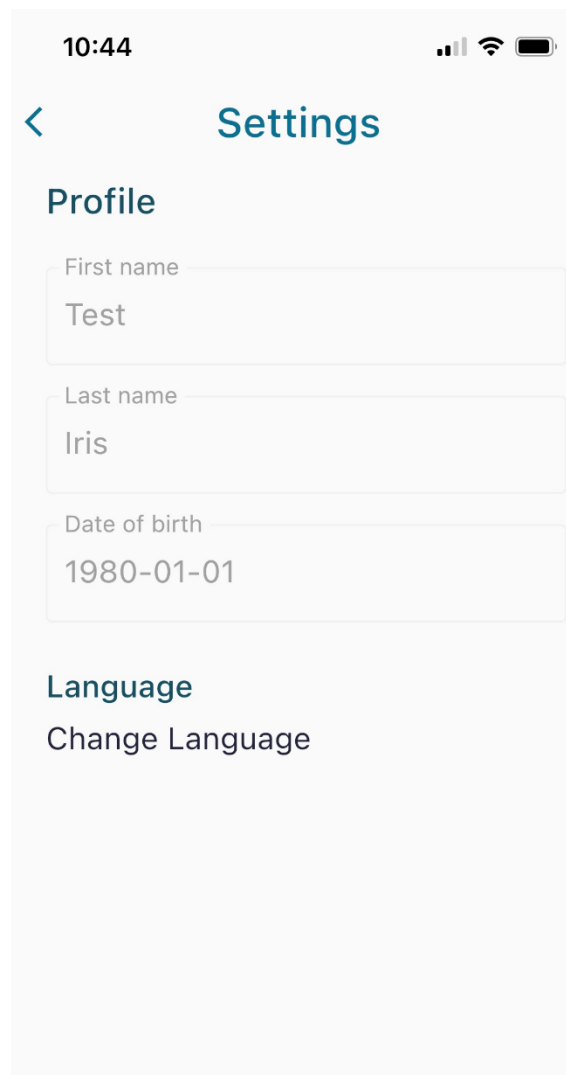 10:44
Settings
Profile
First name
Test
Last name
Iris
Date of birth
1980-01-01
Language
Change Language